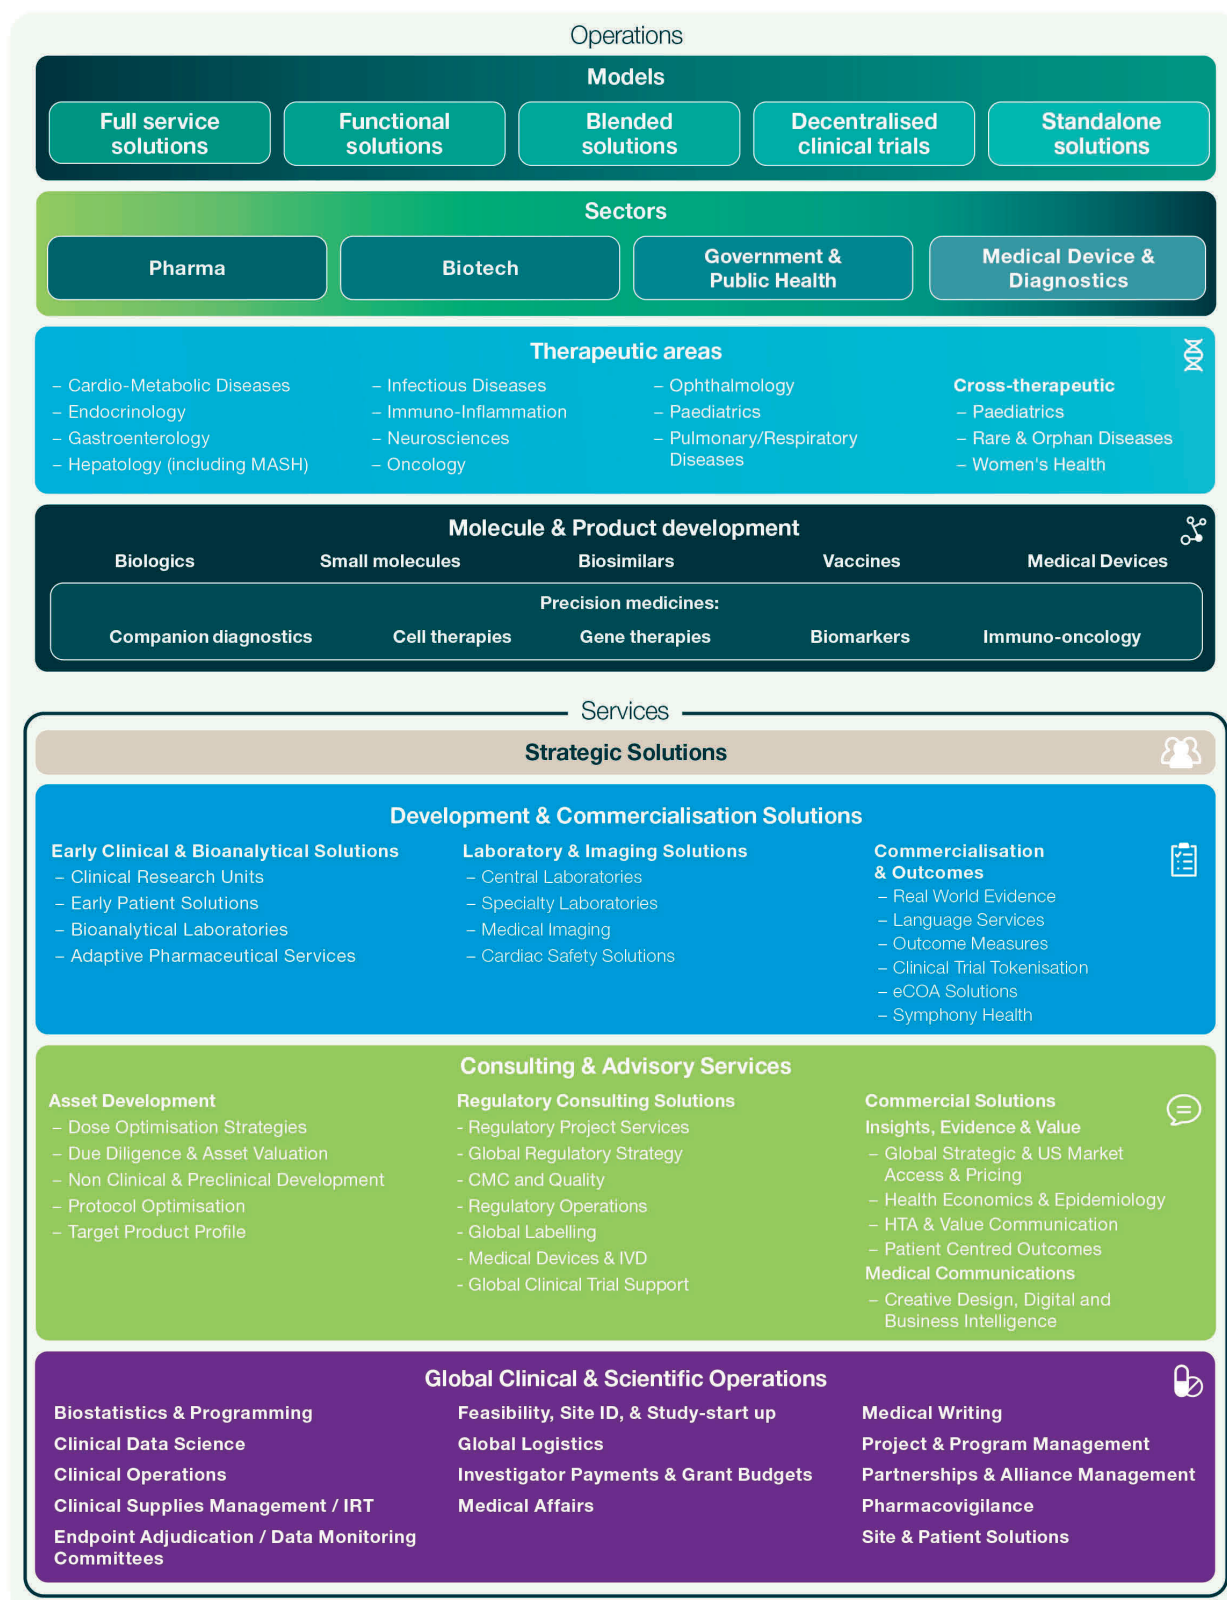 Operations
Models
Full service
solutions
Functional
solutions
Blended
solutions
Decentralised
clinical trials
Standalone
solutions
Sectors
Pharma
Biotech
Government &
Public Health
Medical Device &
Diagnostics
Therapeutic areas
– Cardio-Metabolic Diseases
– Endocrinology
– Gastroenterology
– Hepatology (including MASH)
– Infectious Diseases
– Immuno-Inflammation
– Neurosciences
– Oncology
– Ophthalmology
– Paediatrics
– Pulmonary/Respiratory
Diseases
Cross-therapeutic
– Paediatrics
– Rare & Orphan Diseases
– Women's Health
Molecule & Product development
Biologics
Small molecules
Biosimilars
Vaccines
Medical Devices
Precision medicines:
Companion diagnostics
Cell therapies
Gene therapies
Biomarkers
Immuno-oncology
Services
Strategic Solutions
Development & Commercialisation Solutions
Early Clinical & Bioanalytical Solutions
– Clinical Research Units
– Early Patient Solutions
– Bioanalytical Laboratories
– Adaptive Pharmaceutical Services
Laboratory & Imaging Solutions
– Central Laboratories
– Specialty Laboratories
– Medical Imaging
– Cardiac Safety Solutions
Commercialisation
& Outcomes
– Real World Evidence
– Language Services
– Outcome Measures
– Clinical Trial Tokenisation
– eCOA Solutions
– Symphony Health
Consulting & Advisory Services
Asset Development
– Dose Optimisation Strategies
– Due Diligence & Asset Valuation
– Non Clinical & Preclinical Development
– Protocol Optimisation
– Target Product Profile
Regulatory Consulting Solutions
- Regulatory Project Services
- Global Regulatory Strategy
- CMC and Quality
- Regulatory Operations
- Global Labelling
- Medical Devices & IVD
- Global Clinical Trial Support
Commercial Solutions
Insights, Evidence & Value
– Global Strategic & US Market
Access & Pricing
– Health Economics & Epidemiology
– HTA & Value Communication
– Patient Centred Outcomes
Medical Communications
– Creative Design, Digital and
Business Intelligence
Global Clinical & Scientific Operations
Biostatistics & Programming
Clinical Data Science
Clinical Operations
Clinical Supplies Management / IRT
Endpoint Adjudication / Data Monitoring
Committees
Feasibility, Site ID, & Study-start up
Global Logistics
Investigator Payments & Grant Budgets
Medical Affairs
Medical Writing
Project & Program Management
Partnerships & Alliance Management
Pharmacovigilance
Site & Patient Solutions